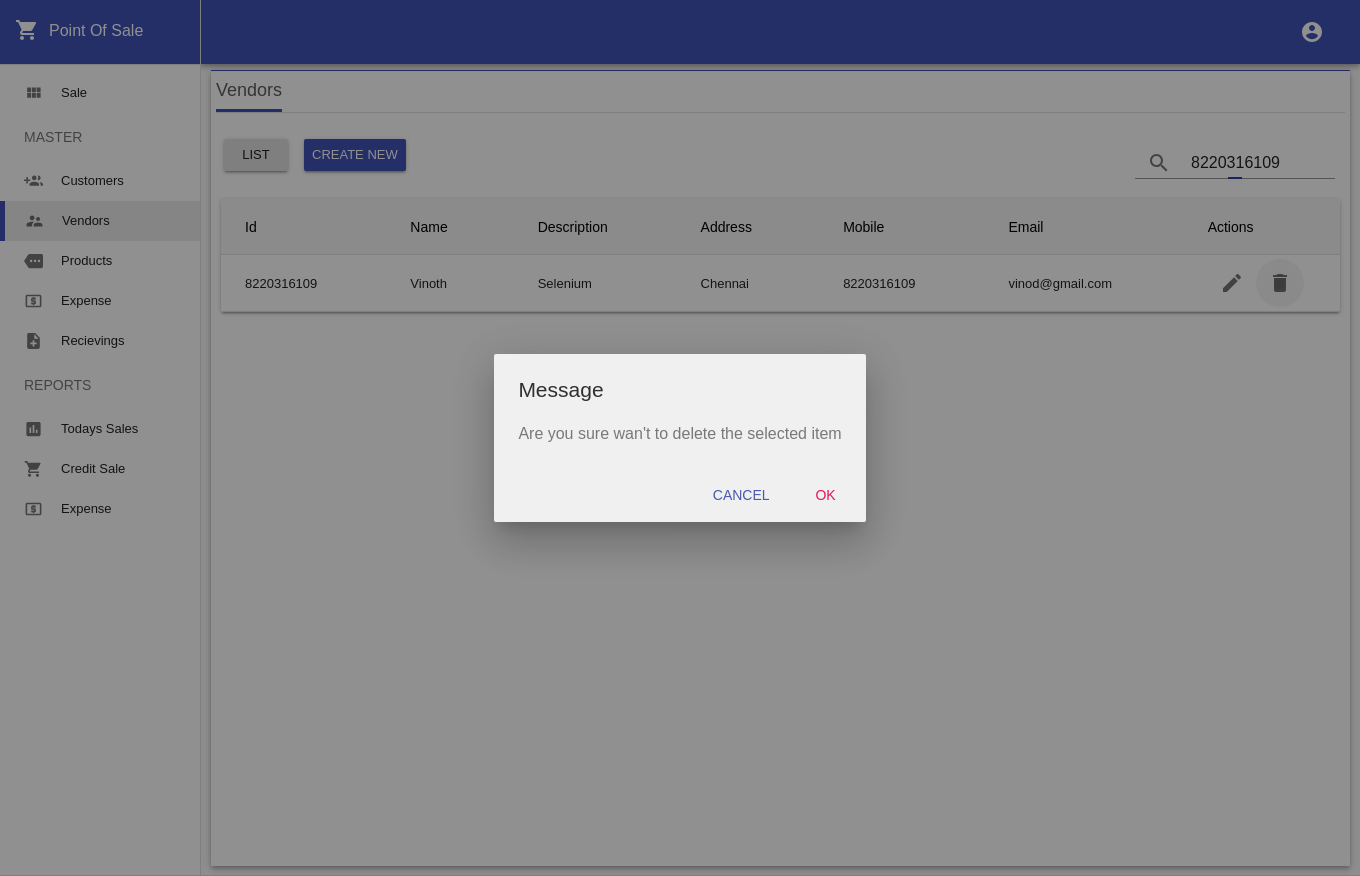 Point Of Sale
Sale
MASTER
Customers
Vendors
Products
Expense
Recievings
REPORTS
Todays Sales
Credit Sale
Expense
Vendors
LIST
CREATE NEW
8220316109
Id Name Description Address Mobile Email Actions
8220316109 Vinoth Selenium Chennai 8220316109 vinod@gmail.com
Message
Are you sure wan't to delete the selected item
CANCEL OK